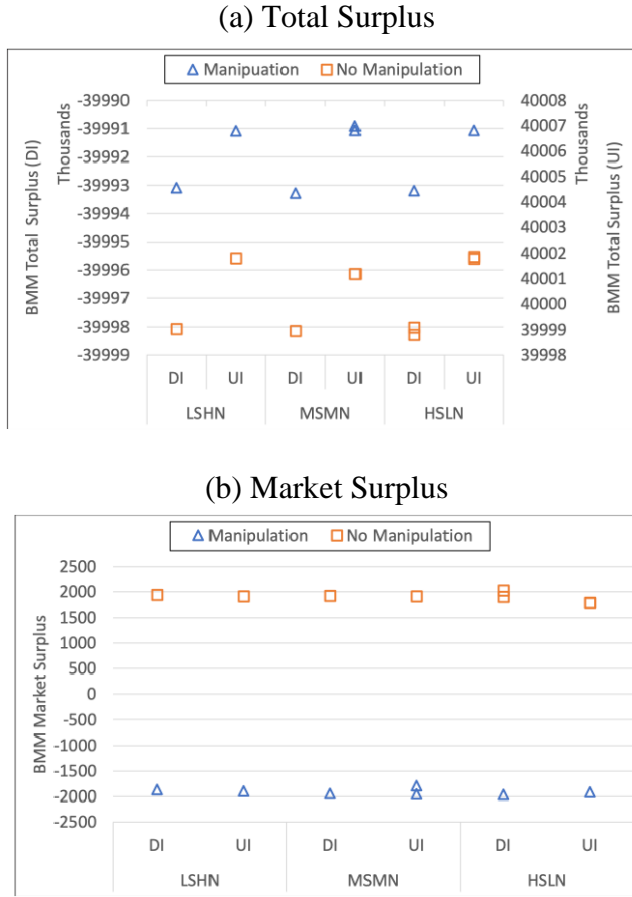 (a) Total Surplus
Manipuation No Manipulation
BMM Total Surplus (DI)
Thousands
-39990
-39991
-39992
-39993
-39994
-39995
-39996
-39997
-39998
-39999
40008
40007
40006
40005
40004
40003
40002
40001
40000
39999
39998
Thousands
BMM Total Surplus (UI)
DI UI DI UI DI UI
LSHN MSMN HSLN
(b) Market Surplus
Manipulation No Manipulation
BMM Market Surplus
2500
2000
1500
1000
500
0
-500
-1000
-1500
-2000
-2500
DI UI DI UI DI UI
LSHN MSMN HSLN